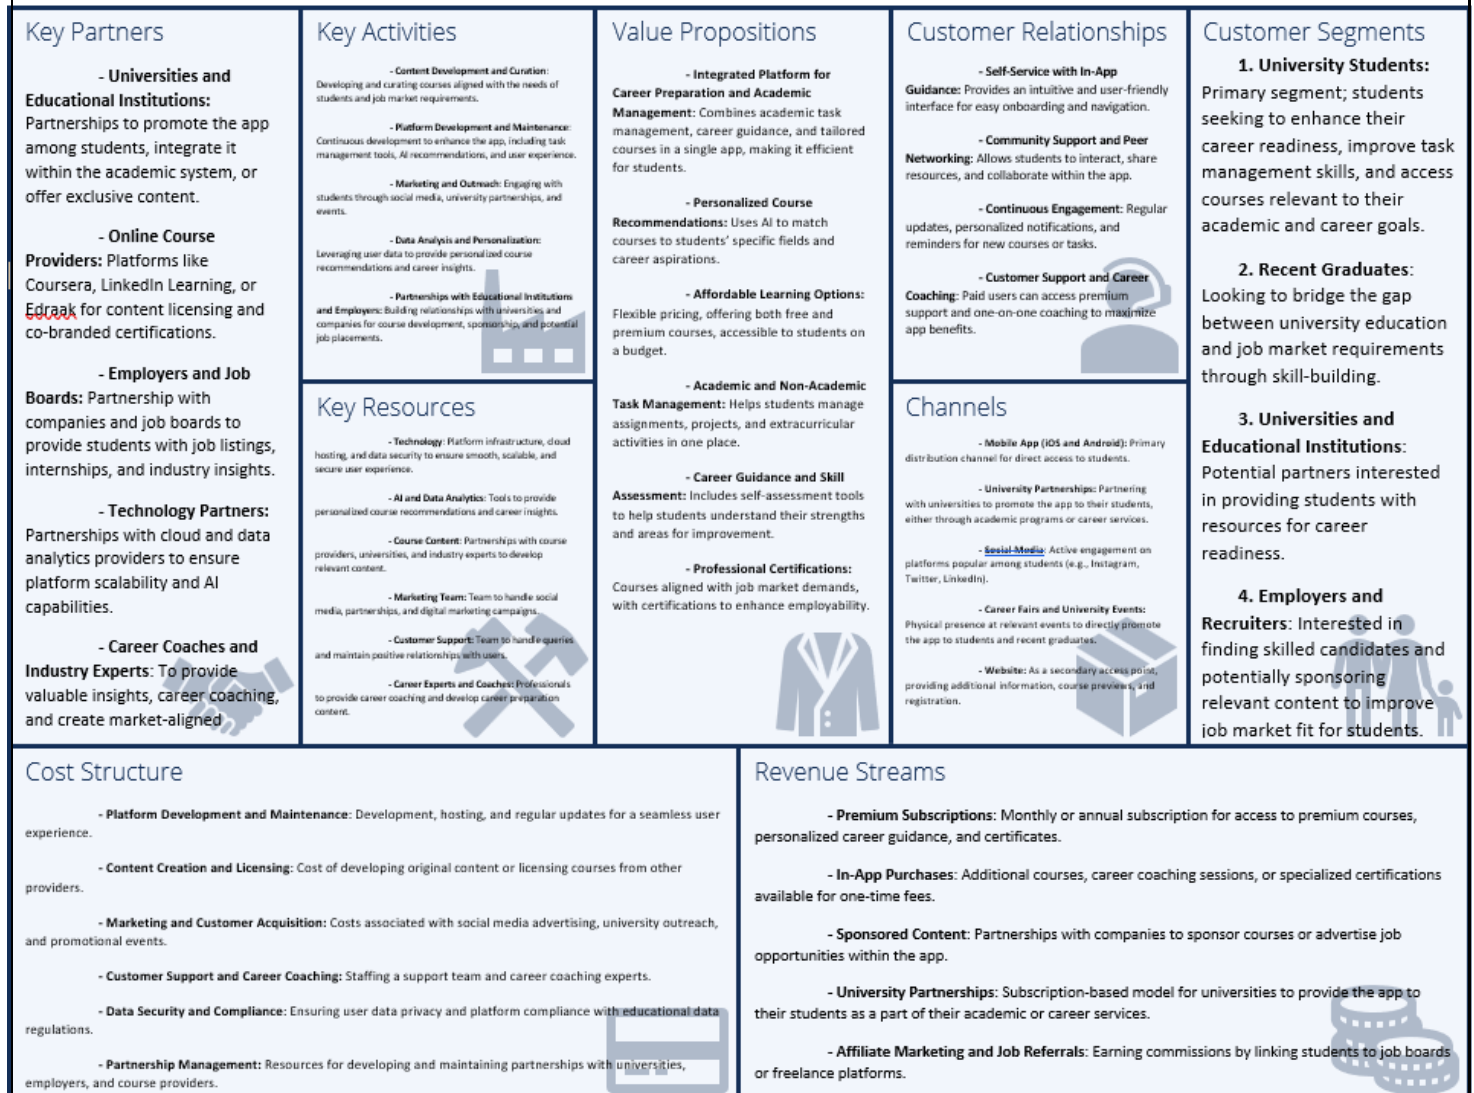 Key Partners
- Universities and
Educational Institutions:
Partnerships to promote the app
among students, integrate it
within the academic system, or
offer exclusive content.
- Online Course
Providers: Platforms like
Coursera, LinkedIn Learning, or
Edraak for content licensing and
co-branded certifications.
- Employers and Job
Boards: Partnership with
companies and job boards to
provide students with job listings,
internships, and industry insights.
- Technology Partners:
Partnerships with cloud and data
analytics providers to ensure
platform scalability and AI
capabilities.
- Career Coaches and
Industry Experts: To provide
valuable insights, career coaching,
and create market-aligned
Key Activities
- Content Development and Curation:
Developing and curating courses aligned with the needs of
students and job market requirements.
- Platform Development and Maintenance:
Continuous development to enhance the app, including task
management tools, AI recommendations, and user experience.
- Marketing and Outreach: Engaging with
students through social media, university partnerships, and
events.
- Data Analysis and Personalization:
Leveraging user data to provide personalized course
recommendations and career insights.
- Partnerships with Educational Institutions
and Employers: Building relationships with universities and
companies for course development, sponsorship, and potential
job placements.
Key Resources
- Technology: Platform infrastructure, cloud
hosting, and data security to ensure smooth, scalable, and
secure user experience.
- AI and Data Analytics: Tools to provide
personalized course recommendations and career insights.
- Course Content: Partnerships with course
providers, universities, and industry experts to develop
relevant content.
- Marketing Team: Team to handle social
media, partnerships, and digital marketing campaigns.
- Customer Support: Team to handle queries
and maintain positive relationships with users.
- Career Experts and Coaches: Professionals
to provide career coaching and develop career preparation
content.
Value Propositions
- Integrated Platform for
Career Preparation and Academic
Management: Combines academic task
management, career guidance, and tailored
courses in a single app, making it efficient
for students.
- Personalized Course
Recommendations: Uses AI to match
courses to students’ specific fields and
career aspirations.
- Affordable Learning Options:
Flexible pricing, offering both free and
premium courses, accessible to students on
a budget.
- Academic and Non-Academic
Task Management: Helps students manage
assignments, projects, and extracurricular
activities in one place.
- Career Guidance and Skill
Assessment: Includes self-assessment tools
to help students understand their strengths
and areas for improvement.
- Professional Certifications:
Courses aligned with job market demands,
with certifications to enhance employability.
Customer Relationships
- Self-Service with In-App
Guidance: Provides an intuitive and user-friendly
interface for easy onboarding and navigation.
- Community Support and Peer
Networking: Allows students to interact, share
resources, and collaborate within the app.
- Continuous Engagement: Regular
updates, personalized notifications, and
reminders for new courses or tasks.
- Customer Support and Career
Coaching: Paid users can access premium
support and one-on-one coaching to maximize
app benefits.
Channels
- Mobile App (iOS and Android): Primary
distribution channel for direct access to students.
- University Partnerships: Partnering
with universities to promote the app to their students,
either through academic programs or career services.
- Social Media: Active engagement on
platforms popular among students (e.g., Instagram,
Twitter, LinkedIn).
- Career Fairs and University Events:
Physical presence at relevant events to directly promote
the app to students and recent graduates.
- Website: As a secondary access point,
providing additional information, course previews, and
registration.
Customer Segments
1. University Students:
Primary segment; students
seeking to enhance their
career readiness, improve task
management skills, and access
courses relevant to their
academic and career goals.
2. Recent Graduates:
Looking to bridge the gap
between university education
and job market requirements
through skill-building.
3. Universities and
Educational Institutions:
Potential partners interested
in providing students with
resources for career
readiness.
4. Employers and
Recruiters: Interested in
finding skilled candidates and
potentially sponsoring
relevant content to improve
job market fit for students.
Cost Structure
- Platform Development and Maintenance: Development, hosting, and regular updates for a seamless user
experience.
- Content Creation and Licensing: Cost of developing original content or licensing courses from other
providers.
- Marketing and Customer Acquisition: Costs associated with social media advertising, university outreach,
and promotional events.
- Customer Support and Career Coaching: Staffing a support team and career coaching experts.
- Data Security and Compliance: Ensuring user data privacy and platform compliance with educational data
regulations.
- Partnership Management: Resources for developing and maintaining partnerships with universities,
employers, and course providers.
Revenue Streams
- Premium Subscriptions: Monthly or annual subscription for access to premium courses,
personalized career guidance, and certificates.
- In-App Purchases: Additional courses, career coaching sessions, or specialized certifications
available for one-time fees.
- Sponsored Content: Partnerships with companies to sponsor courses or advertise job
opportunities within the app.
- University Partnerships: Subscription-based model for universities to provide the app to
their students as a part of their academic or career services.
- Affiliate Marketing and Job Referrals: Earning commissions by linking students to job boards
or freelance platforms.